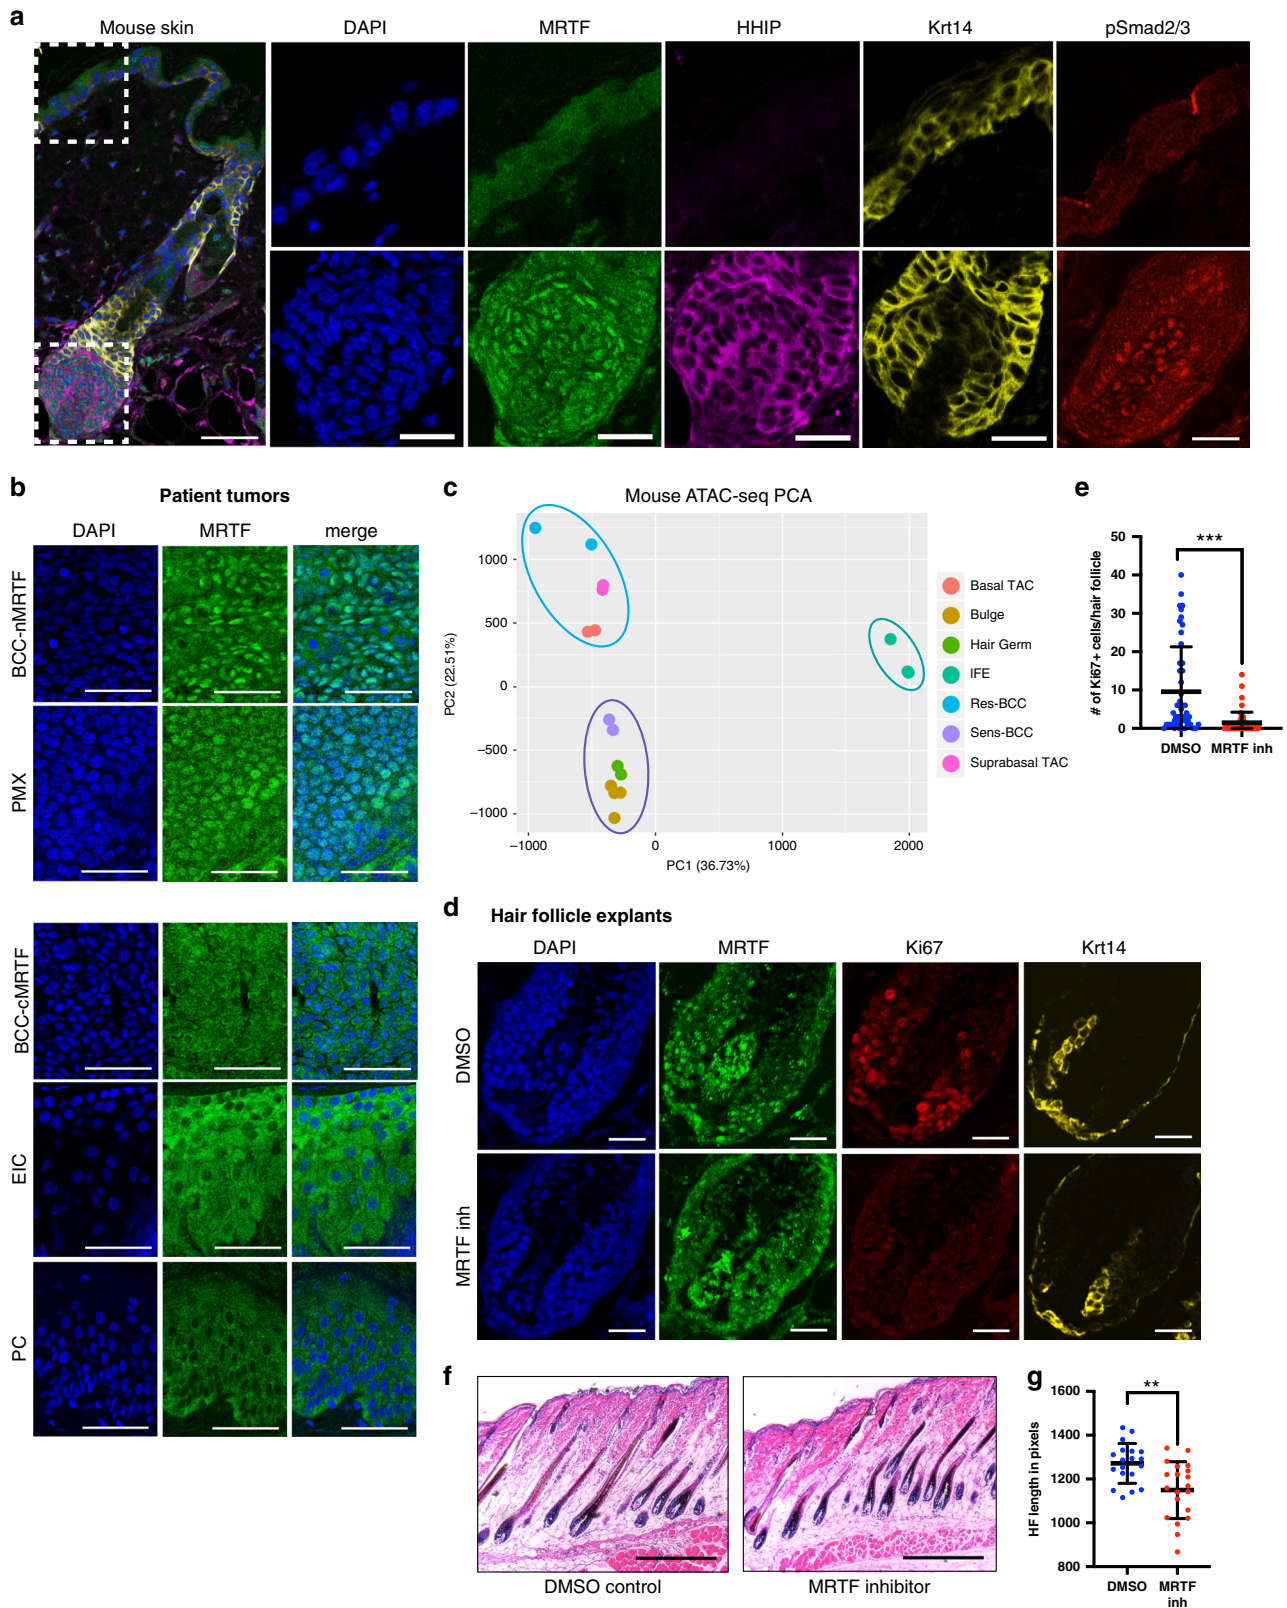 a
Mouse skin
DAPI
MRTF
HHIP
Krt14
pSmad2/3
b
Patient tumors
DAPI
MRTF
merge
BCC-nMRTF
PMX
BCC-cMRTF
EIC
PC
c
Mouse ATAC-seq PCA
PC2 (22.51%)
1000
500
0
−500
−1000
−1000
0
1000
2000
PC1 (36.73%)
Basal TAC
Bulge
Hair Germ
IFE
Res-BCC
Sens-BCC
Suprabasal TAC
e
# of Ki67+ cells/hair follicle
50
40
30
20
10
0
***
DMSO
MRTF inh
d
Hair follicle explants
DAPI
MRTF
Ki67
Krt14
DMSO
MRTF inh
f
DMSO control
MRTF inhibitor
g
HF length in pixels
1600
1400
1200
1000
800
**
DMSO
MRTF
inh